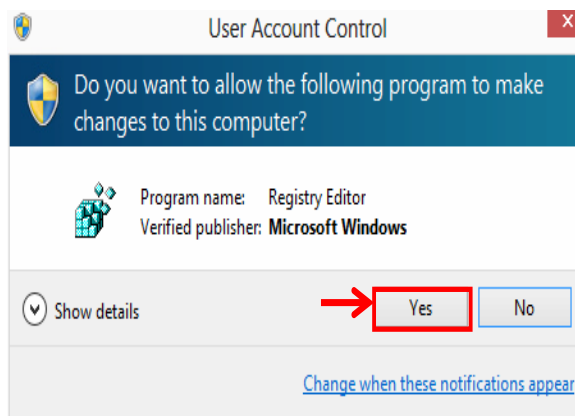 User Account Control
x
Do you want to allow the following program to make
changes to this computer?
Program name: Registry Editor
Verified publisher: Microsoft Windows
Show details
Yes
No
Change when these notifications appear